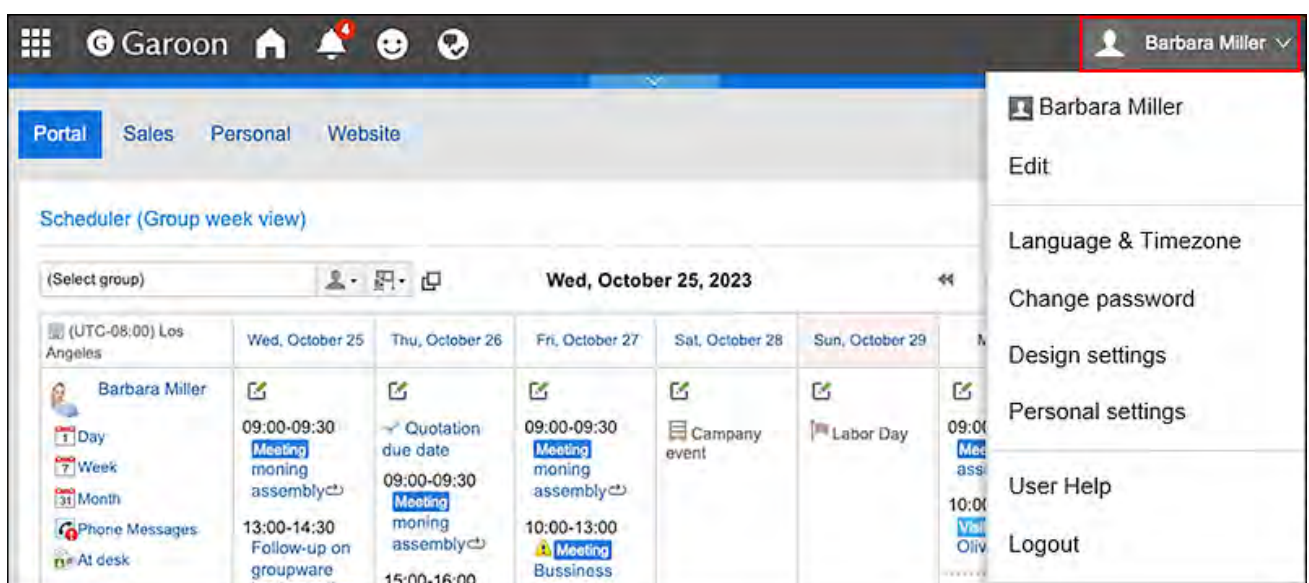 Garoon
4
Barbara Miller
Barbara Miller
Edit
Language & Timezone
Change password
Design settings
Personal settings
User Help
Logout
Portal Sales Personal Website
Scheduler (Group week view)
(Select group) Wed, October 25, 2023
(UTC-08:00) Los
Angeles
Wed, October 25 Thu, October 26 Fri, October 27 Sat, October 28 Sun, October 29
Barbara Miller
1 Day
7 Week
31 Month
Phone Messages
At desk
09:00-09:30
Meeting
moning
assembly
13:00-14:30
Follow-up on
groupware
Quotation
due date
09:00-09:30
Meeting
moning
assembly
15:00-16:00
09:00-09:30
Meeting
moning
assembly
10:00-13:00
Meeting
Bussiness
Campany
event
Labor Day